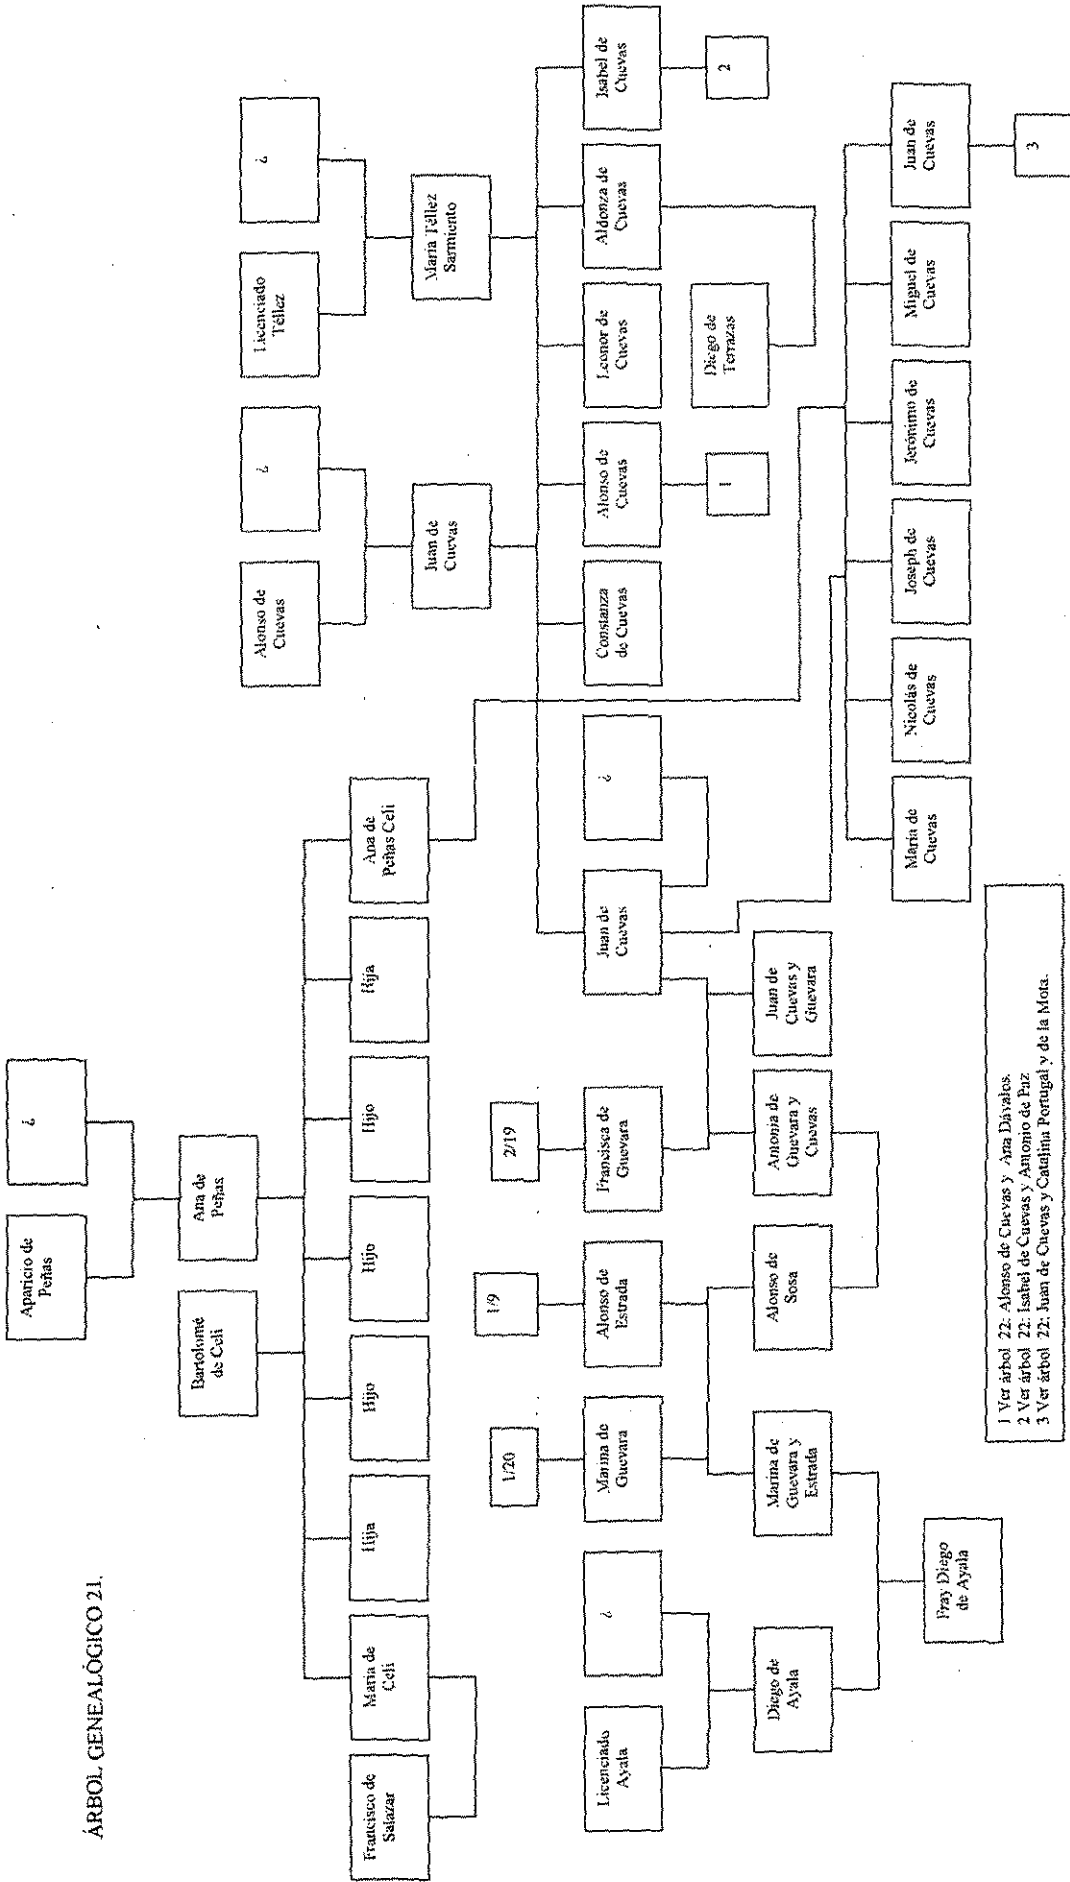 ÁRBOL GENEALÓGICO 21.
Aparicio de
Peñas
¿
Bartolomé
de Celi
Ana de
Peñas
Alonso de
Cuevas
¿
Licenciado
Téllez
¿
Francisco de
Salazar
María de
Celi
Hija
Hijo
Hijo
Hijo
Hija
Ana de
Peñas Celi
Juan de
Cuevas
María Téllez
Sarmiento
1/20
1/9
2/19
Licenciado
Ayala
¿
Marina de
Guevara
Alonso de
Estrada
Francisca de
Guevara
Juan de
Cuevas
¿
Constanza
de Cuevas
Alonso de
Cuevas
Leonor de
Cuevas
Aldonza de
Cuevas
Isabel de
Cuevas
1
Diego de
Terrazas
2
Diego de
Ayala
Marina de
Guevara y
Estrada
Alonso de
Sosa
Antonia de
Guevara y
Cuevas
Juan de
Cuevas y
Guevara
Fray Diego
de Ayala
María de
Cuevas
Nicolás de
Cuevas
Joseph de
Cuevas
Jerónimo de
Cuevas
Miguel de
Cuevas
Juan de
Cuevas
3
1 Ver árbol 22: Alonso de Cuevas y Ana Dávalos.
2 Ver árbol 22: Isabel de Cuevas y Antonio de Paz
3 Ver árbol 22: Juan de Cuevas y Catalina Portugal y de la Mota.